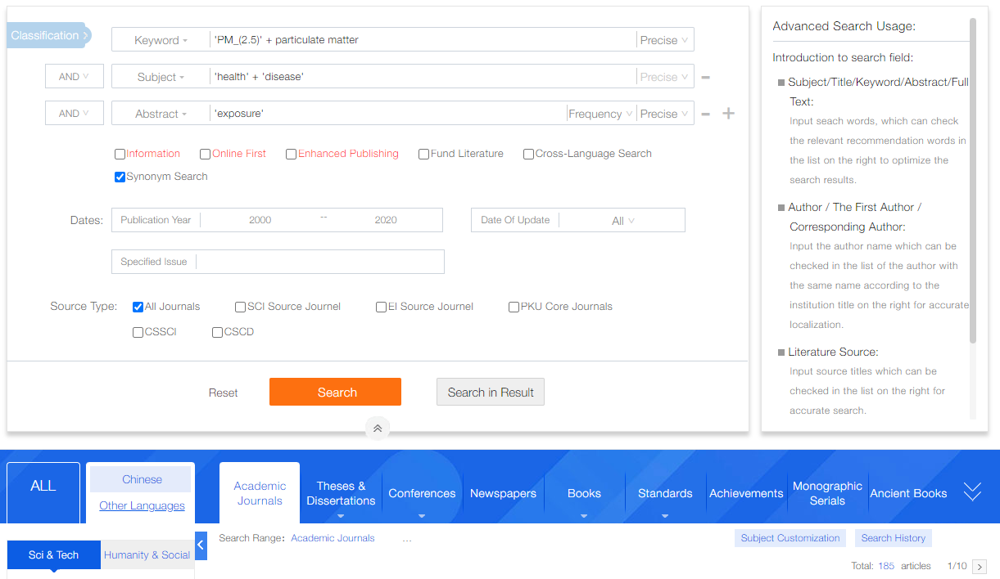 Classification
Keyword 'PM_(2.5)' + particulate matter Precise
AND Subject 'health' + 'disease' Precise
AND Abstract 'exposure' Frequency Precise
Information Online First Enhanced Publishing Fund Literature Cross-Language Search
Synonym Search
Dates: Publication Year 2000 -- 2020 Date Of Update All
Specified Issue
Source Type: All Journals SCI Source Journel EI Source Journel PKU Core Journals
CSSCI CSCD
Reset Search Search in Result
Advanced Search Usage:
Introduction to search field:
Subject/Title/Keyword/Abstract/Full
Text:
Input seach words, which can check
the relevant recommendation words in
the list on the right to optimize the
search results.
Author / The First Author /
Corresponding Author:
Input the author name which can be
checked in the list of the author with
the same name according to the
institution title on the right for accurate
localization.
Literature Source:
Input source titles which can be
checked in the list on the right for
accurate search.
ALL
Chinese
Other Languages
Academic
Journals
Theses &
Dissertations
Conferences
Newspapers
Books
Standards
Achievements
Monographic
Serials
Ancient Books
Search Range: Academic Journals ...
Subject Customization Search History
Sci & Tech Humanity & Social
Total: 185 articles 1/10 >